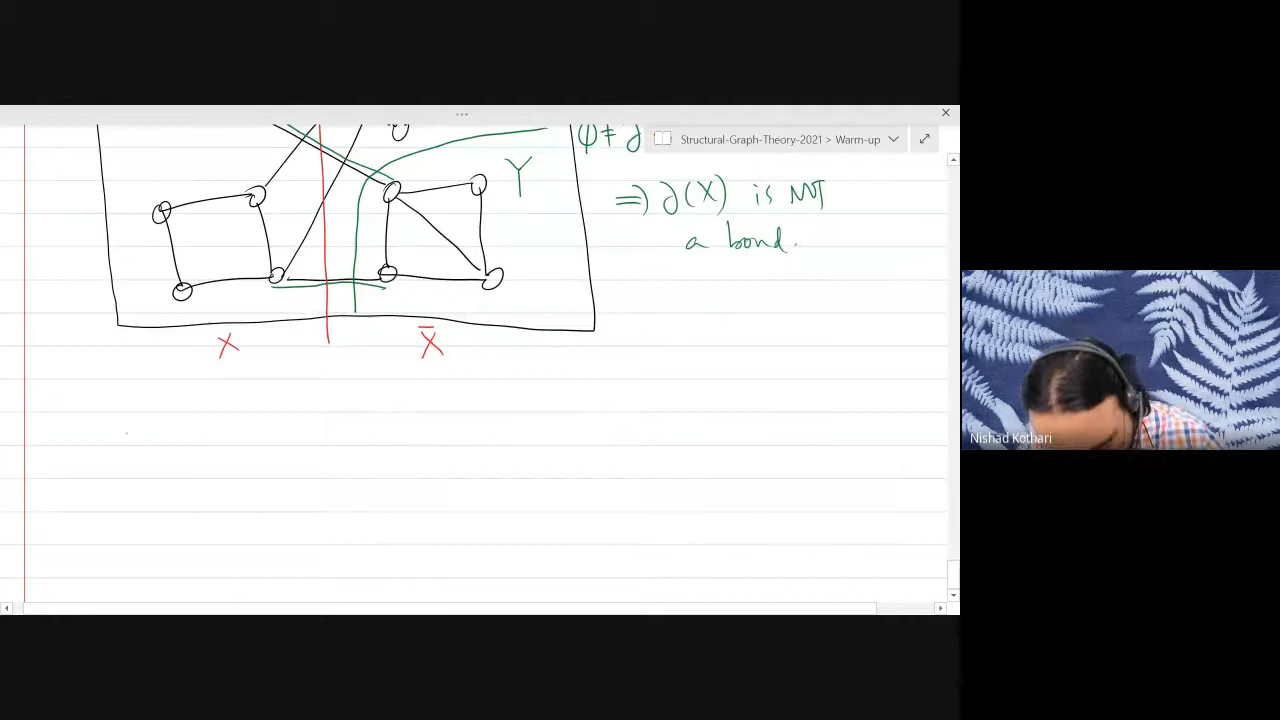 φ ≠ ∂
Structural-Graph-Theory-2021 > Warm-up
Y
⇒ ∂(X) is NOT
a bond.
X
X̄
Nishad Kothari